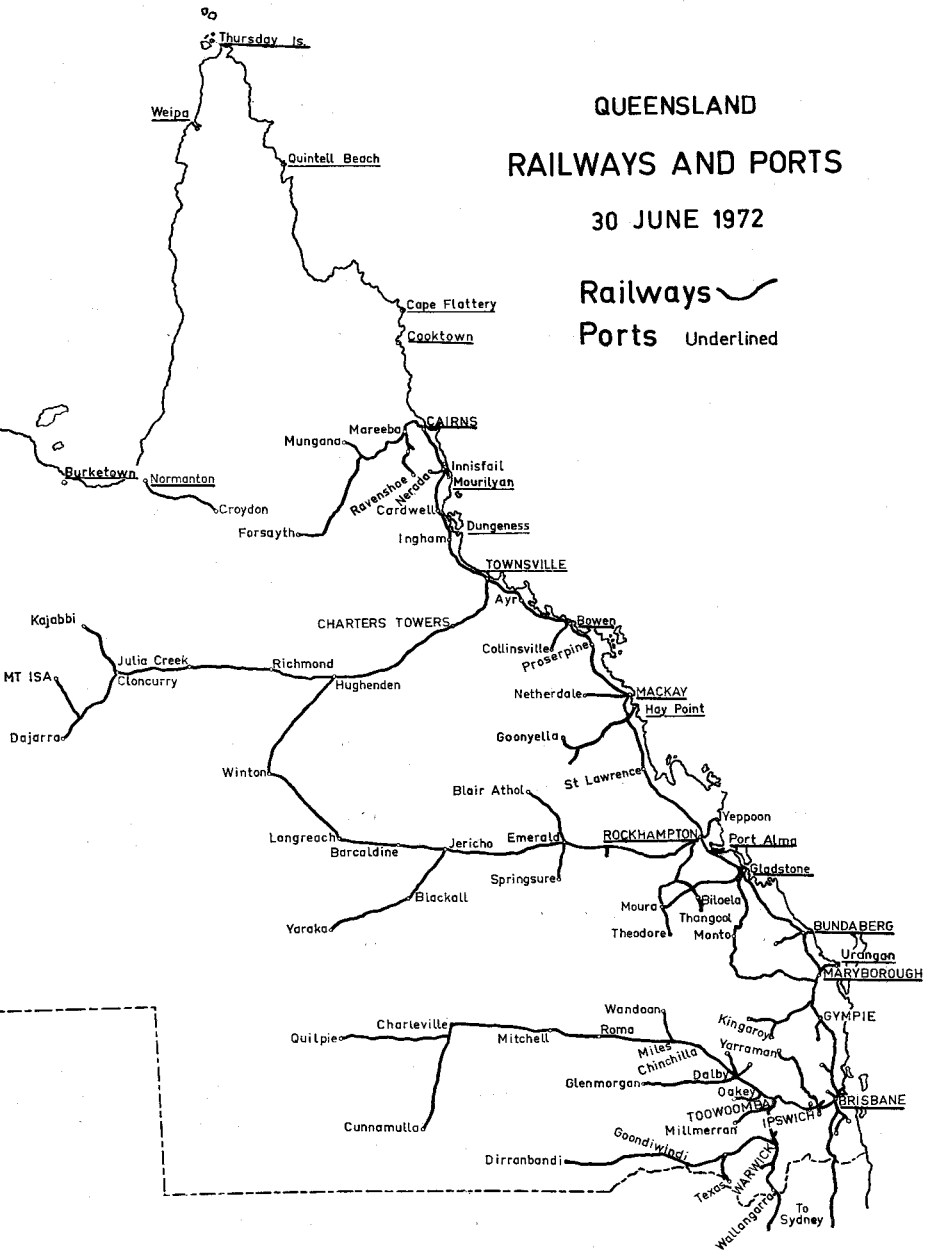 Thursday Is.
QUEENSLAND
Weipa
RAILWAYS AND PORTS
Quintell Beach
30 JUNE 1972
Railways
Cape Flattery
Ports Underlined
Cooktown
CAIRNS
Mareeba
Mungana
Innisfail
Burketown
Normanton
Ravenshoe
Nerada
Mourilyan
Croydon
Cardwell
Dungeness
Forsayth
Ingham
TOWNSVILLE
Ayr
Kajabbi
CHARTERS TOWERS
Bowen
Collinsville
Proserpine
Julia Creek
Richmond
MT ISA
Cloncurry
Hughenden
Netherdale
MACKAY
Hay Point
Dajarra
Goonyella
Winton
St Lawrence
Blair Athol
Yeppoon
Longreach
Barcaldine
Jericho
Emerald
ROCKHAMPTON
Port Alma
Gladstone
Springsure
Blackall
Moura
Biloela
Thangool
Yaraka
Theodore
Monto
BUNDABERG
Urangan
MARYBOROUGH
Wandoan
Kingaroy
GYMPIE
Charleville
Quilpie
Mitchell
Roma
Miles
Chinchilla
Yarraman
Glenmorgan
Dalby
Oakey
BRISBANE
TOOWOOMBA
IPSWICH
Cunnamulla
Millmerran
Goondiwindi
Dirranbandi
WARWICK
Texas
Wallangarra
To
Sydney